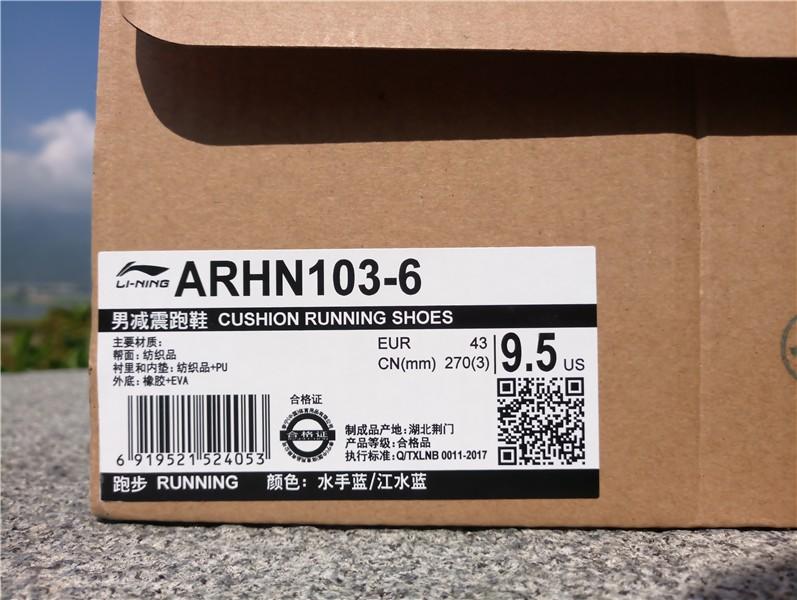 LI-NING ARHN103-6
男减震跑鞋 CUSHION RUNNING SHOES
主要材质:
帮面: 纺织品
衬里和内垫: 纺织品+PU
外底: 橡胶+EVA
EUR 43
CN(mm) 270(3)
9.5 US
合格证
合格证
制成品产地: 湖北荆门
产品等级: 合格品
执行标准: Q/TXLNB 0011-2017
6 919521 524053
跑步 RUNNING 颜色: 水手蓝/江水蓝